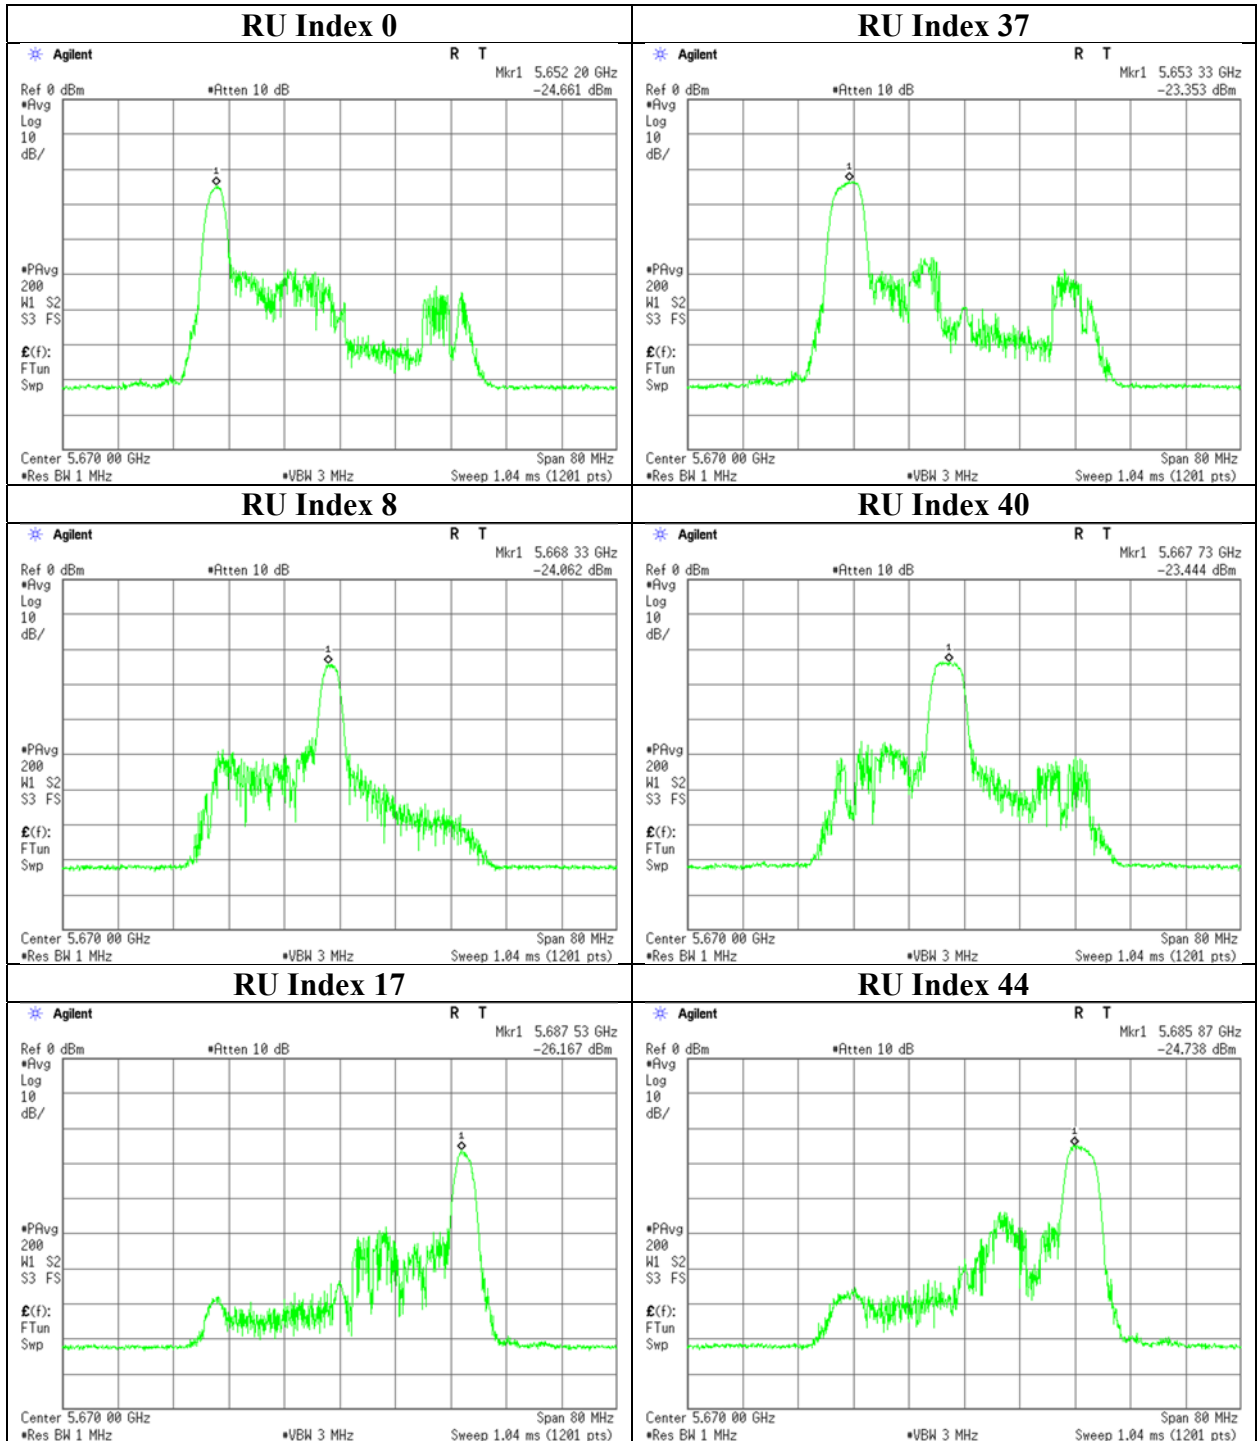 RU Index 0
Agilent
R T
Mkr1 5.652 20 GHz
Ref 0 dBm #Atten 10 dB -24.661 dBm
#Avg
Log
10
dB/
1
#PAvg
200
W1 S2
S3 FS
£(f):
FTun
Swp
Center 5.670 00 GHz Span 80 MHz
#Res BW 1 MHz #VBW 3 MHz Sweep 1.04 ms (1201 pts)
RU Index 37
Agilent
R T
Mkr1 5.653 33 GHz
Ref 0 dBm #Atten 10 dB -23.353 dBm
#Avg
Log
10
dB/
1
#PAvg
200
W1 S2
S3 FS
£(f):
FTun
Swp
Center 5.670 00 GHz Span 80 MHz
#Res BW 1 MHz #VBW 3 MHz Sweep 1.04 ms (1201 pts)
RU Index 8
Agilent
R T
Mkr1 5.668 33 GHz
Ref 0 dBm #Atten 10 dB -24.062 dBm
#Avg
Log
10
dB/
1
#PAvg
200
W1 S2
S3 FS
£(f):
FTun
Swp
Center 5.670 00 GHz Span 80 MHz
#Res BW 1 MHz #VBW 3 MHz Sweep 1.04 ms (1201 pts)
RU Index 40
Agilent
R T
Mkr1 5.667 73 GHz
Ref 0 dBm #Atten 10 dB -23.444 dBm
#Avg
Log
10
dB/
1
#PAvg
200
W1 S2
S3 FS
£(f):
FTun
Swp
Center 5.670 00 GHz Span 80 MHz
#Res BW 1 MHz #VBW 3 MHz Sweep 1.04 ms (1201 pts)
RU Index 17
Agilent
R T
Mkr1 5.687 53 GHz
Ref 0 dBm #Atten 10 dB -26.167 dBm
#Avg
Log
10
dB/
1
#PAvg
200
W1 S2
S3 FS
£(f):
FTun
Swp
Center 5.670 00 GHz Span 80 MHz
#Res BW 1 MHz #VBW 3 MHz Sweep 1.04 ms (1201 pts)
RU Index 44
Agilent
R T
Mkr1 5.685 87 GHz
Ref 0 dBm #Atten 10 dB -24.738 dBm
#Avg
Log
10
dB/
1
#PAvg
200
W1 S2
S3 FS
£(f):
FTun
Swp
Center 5.670 00 GHz Span 80 MHz
#Res BW 1 MHz #VBW 3 MHz Sweep 1.04 ms (1201 pts)